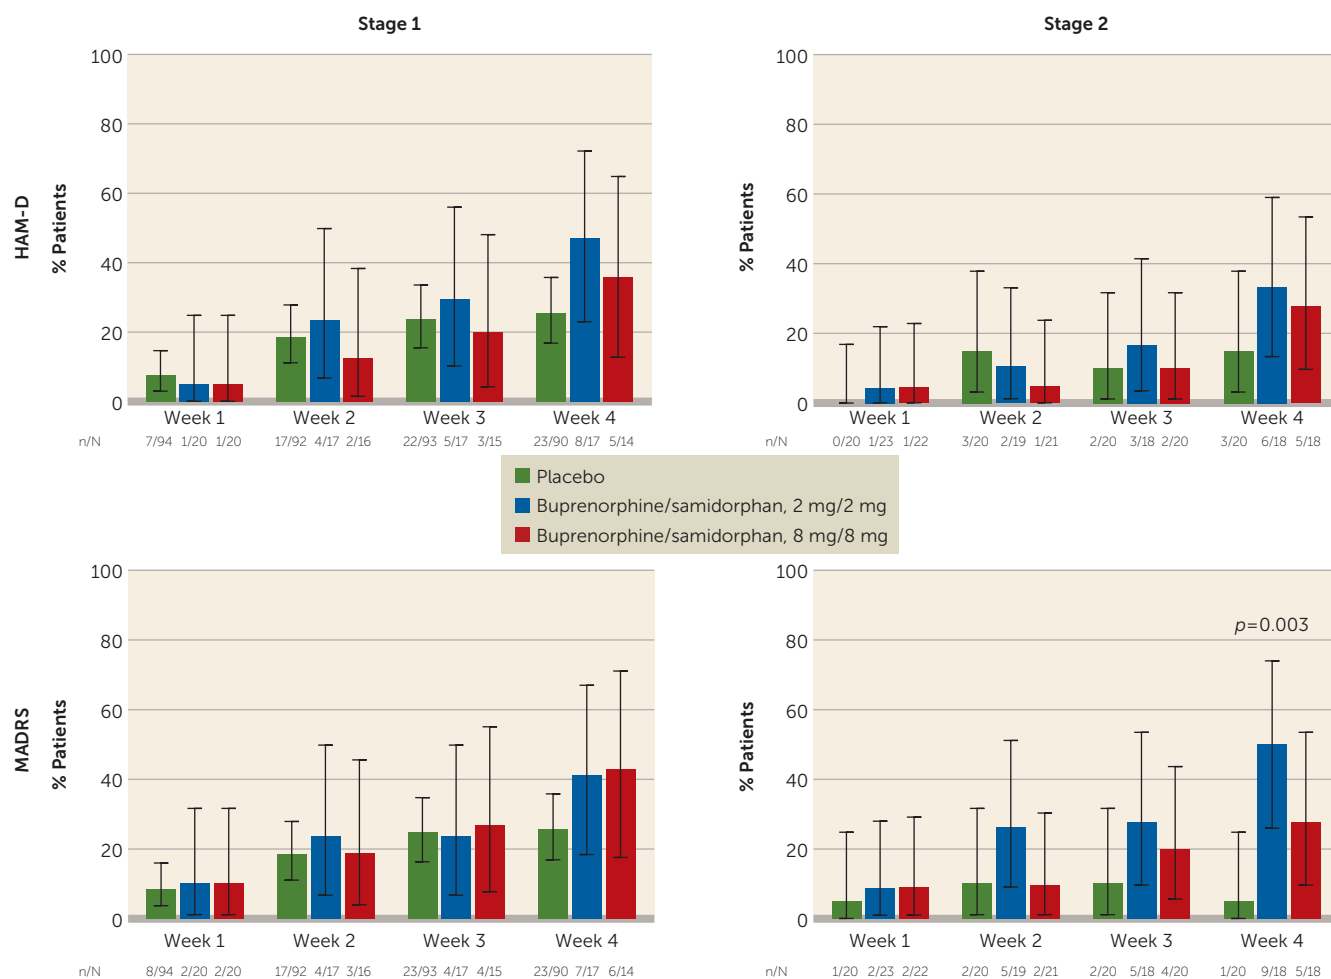 Stage 1
Stage 2
HAM-D
% Patients
100
80
60
40
20
0
Week 1 Week 2 Week 3 Week 4
n/N 7/94 1/20 1/20 17/92 4/17 2/16 22/93 5/17 3/15 23/90 8/17 5/14
% Patients
100
80
60
40
20
0
Week 1 Week 2 Week 3 Week 4
n/N 0/20 1/23 1/22 3/20 2/19 1/21 2/20 3/18 2/20 3/20 6/18 5/18
Placebo
Buprenorphine/samidorphan, 2 mg/2 mg
Buprenorphine/samidorphan, 8 mg/8 mg
MADRS
% Patients
100
80
60
40
20
0
Week 1 Week 2 Week 3 Week 4
n/N 8/94 2/20 2/20 17/92 4/17 3/16 23/93 4/17 4/15 23/90 7/17 6/14
% Patients
100
80
60
40
20
0
p=0.003
Week 1 Week 2 Week 3 Week 4
n/N 1/20 2/23 2/22 2/20 5/19 2/21 2/20 5/18 4/20 1/20 9/18 5/18